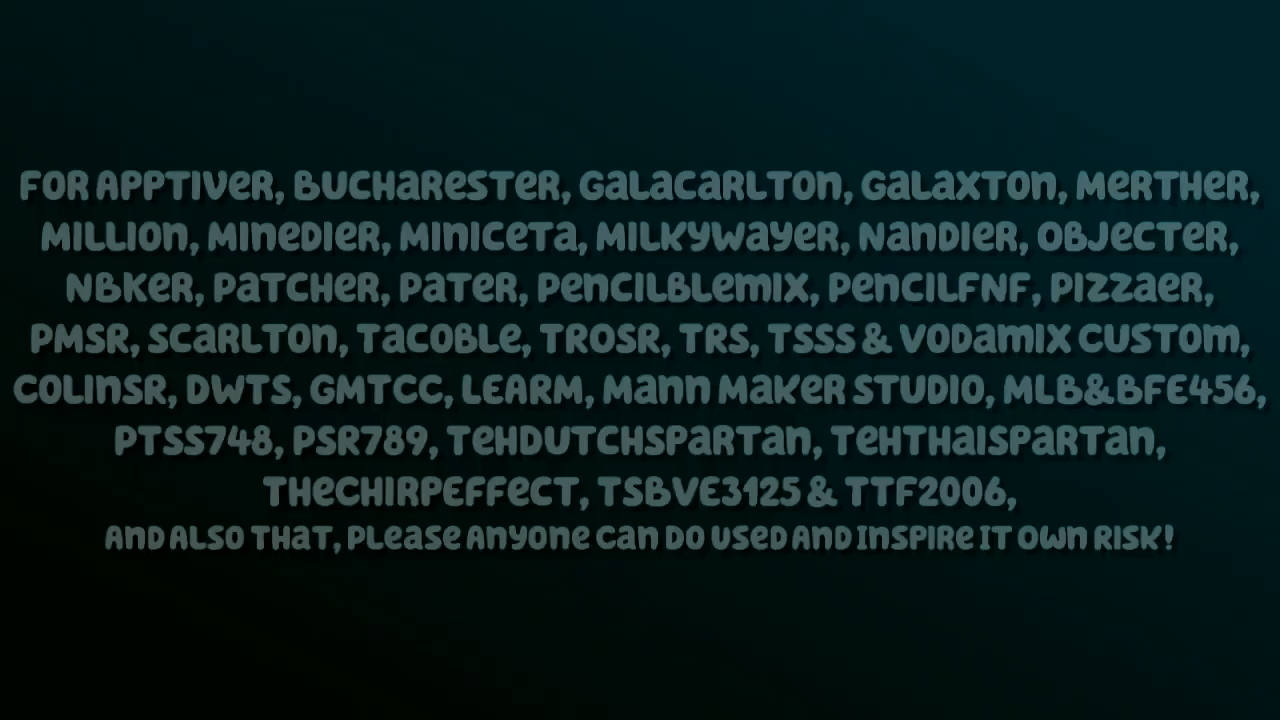 FOR APPTIVER, BUCHARESTER, GALACARLTON, GALAXTON, MERTHER,
MILLION, MINEDIER, MINICETA, MILKYWAYER, NANDIER, OBJECTER,
NBKER, PATCHER, PATER, PENCILBLEMIX, PENCILFNF, PIZZAER,
PMSR, SCARLTON, TACOBLE, TROSR, TRS, TSSS & VODAMIX CUSTOM,
COLINSR, DWTS, GMTCC, LEARM, MANN MAKER STUDIO, MLB&BFE456,
PTSS748, PSR789, TEHDUTCHSPARTAN, TEHTHAISPARTAN,
THECHIRPEFFECT, TSBVE3125 & TTF2006,
AND ALSO THAT, PLEASE ANYONE CAN DO USED AND INSPIRE IT OWN RISK!